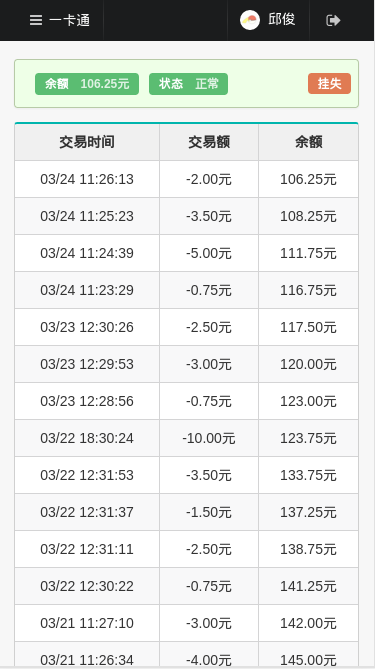 一卡通 邱俊
余额 106.25元 状态 正常 挂失
交易时间 交易额 余额
03/24 11:26:13 -2.00元 106.25元
03/24 11:25:23 -3.50元 108.25元
03/24 11:24:39 -5.00元 111.75元
03/24 11:23:29 -0.75元 116.75元
03/23 12:30:26 -2.50元 117.50元
03/23 12:29:53 -3.00元 120.00元
03/23 12:28:56 -0.75元 123.00元
03/22 18:30:24 -10.00元 123.75元
03/22 12:31:53 -3.50元 133.75元
03/22 12:31:37 -1.50元 137.25元
03/22 12:31:11 -2.50元 138.75元
03/22 12:30:22 -0.75元 141.25元
03/21 11:27:10 -3.00元 142.00元
03/21 11:26:34 -4.00元 145.00元